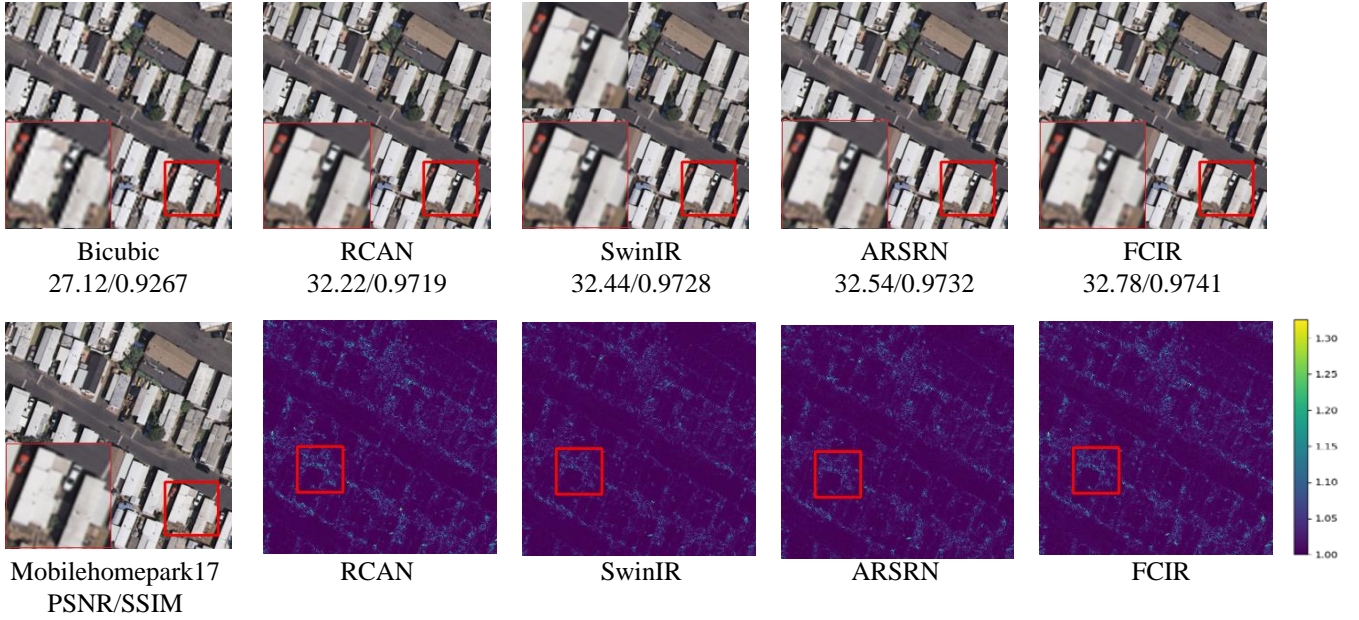 Bicubic
27.12/0.9267
RCAN
32.22/0.9719
SwinIR
32.44/0.9728
ARSRN
32.54/0.9732
FCIR
32.78/0.9741
1.30
1.25
1.20
1.15
1.10
1.05
1.00
Mobilehomepark17
PSNR/SSIM
RCAN
SwinIR
ARSRN
FCIR